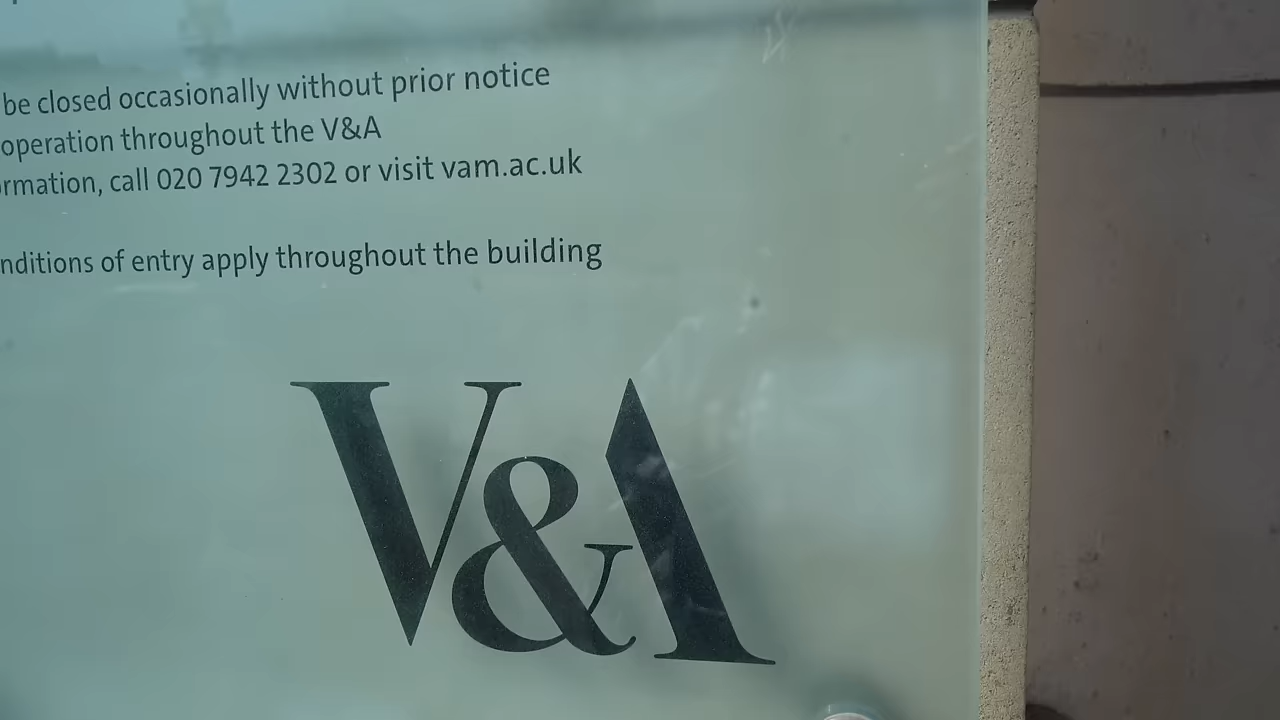 be closed occasionally without prior notice
operation throughout the V&A
rmation, call 020 7942 2302 or visit vam.ac.uk
nditions of entry apply throughout the building
V&A